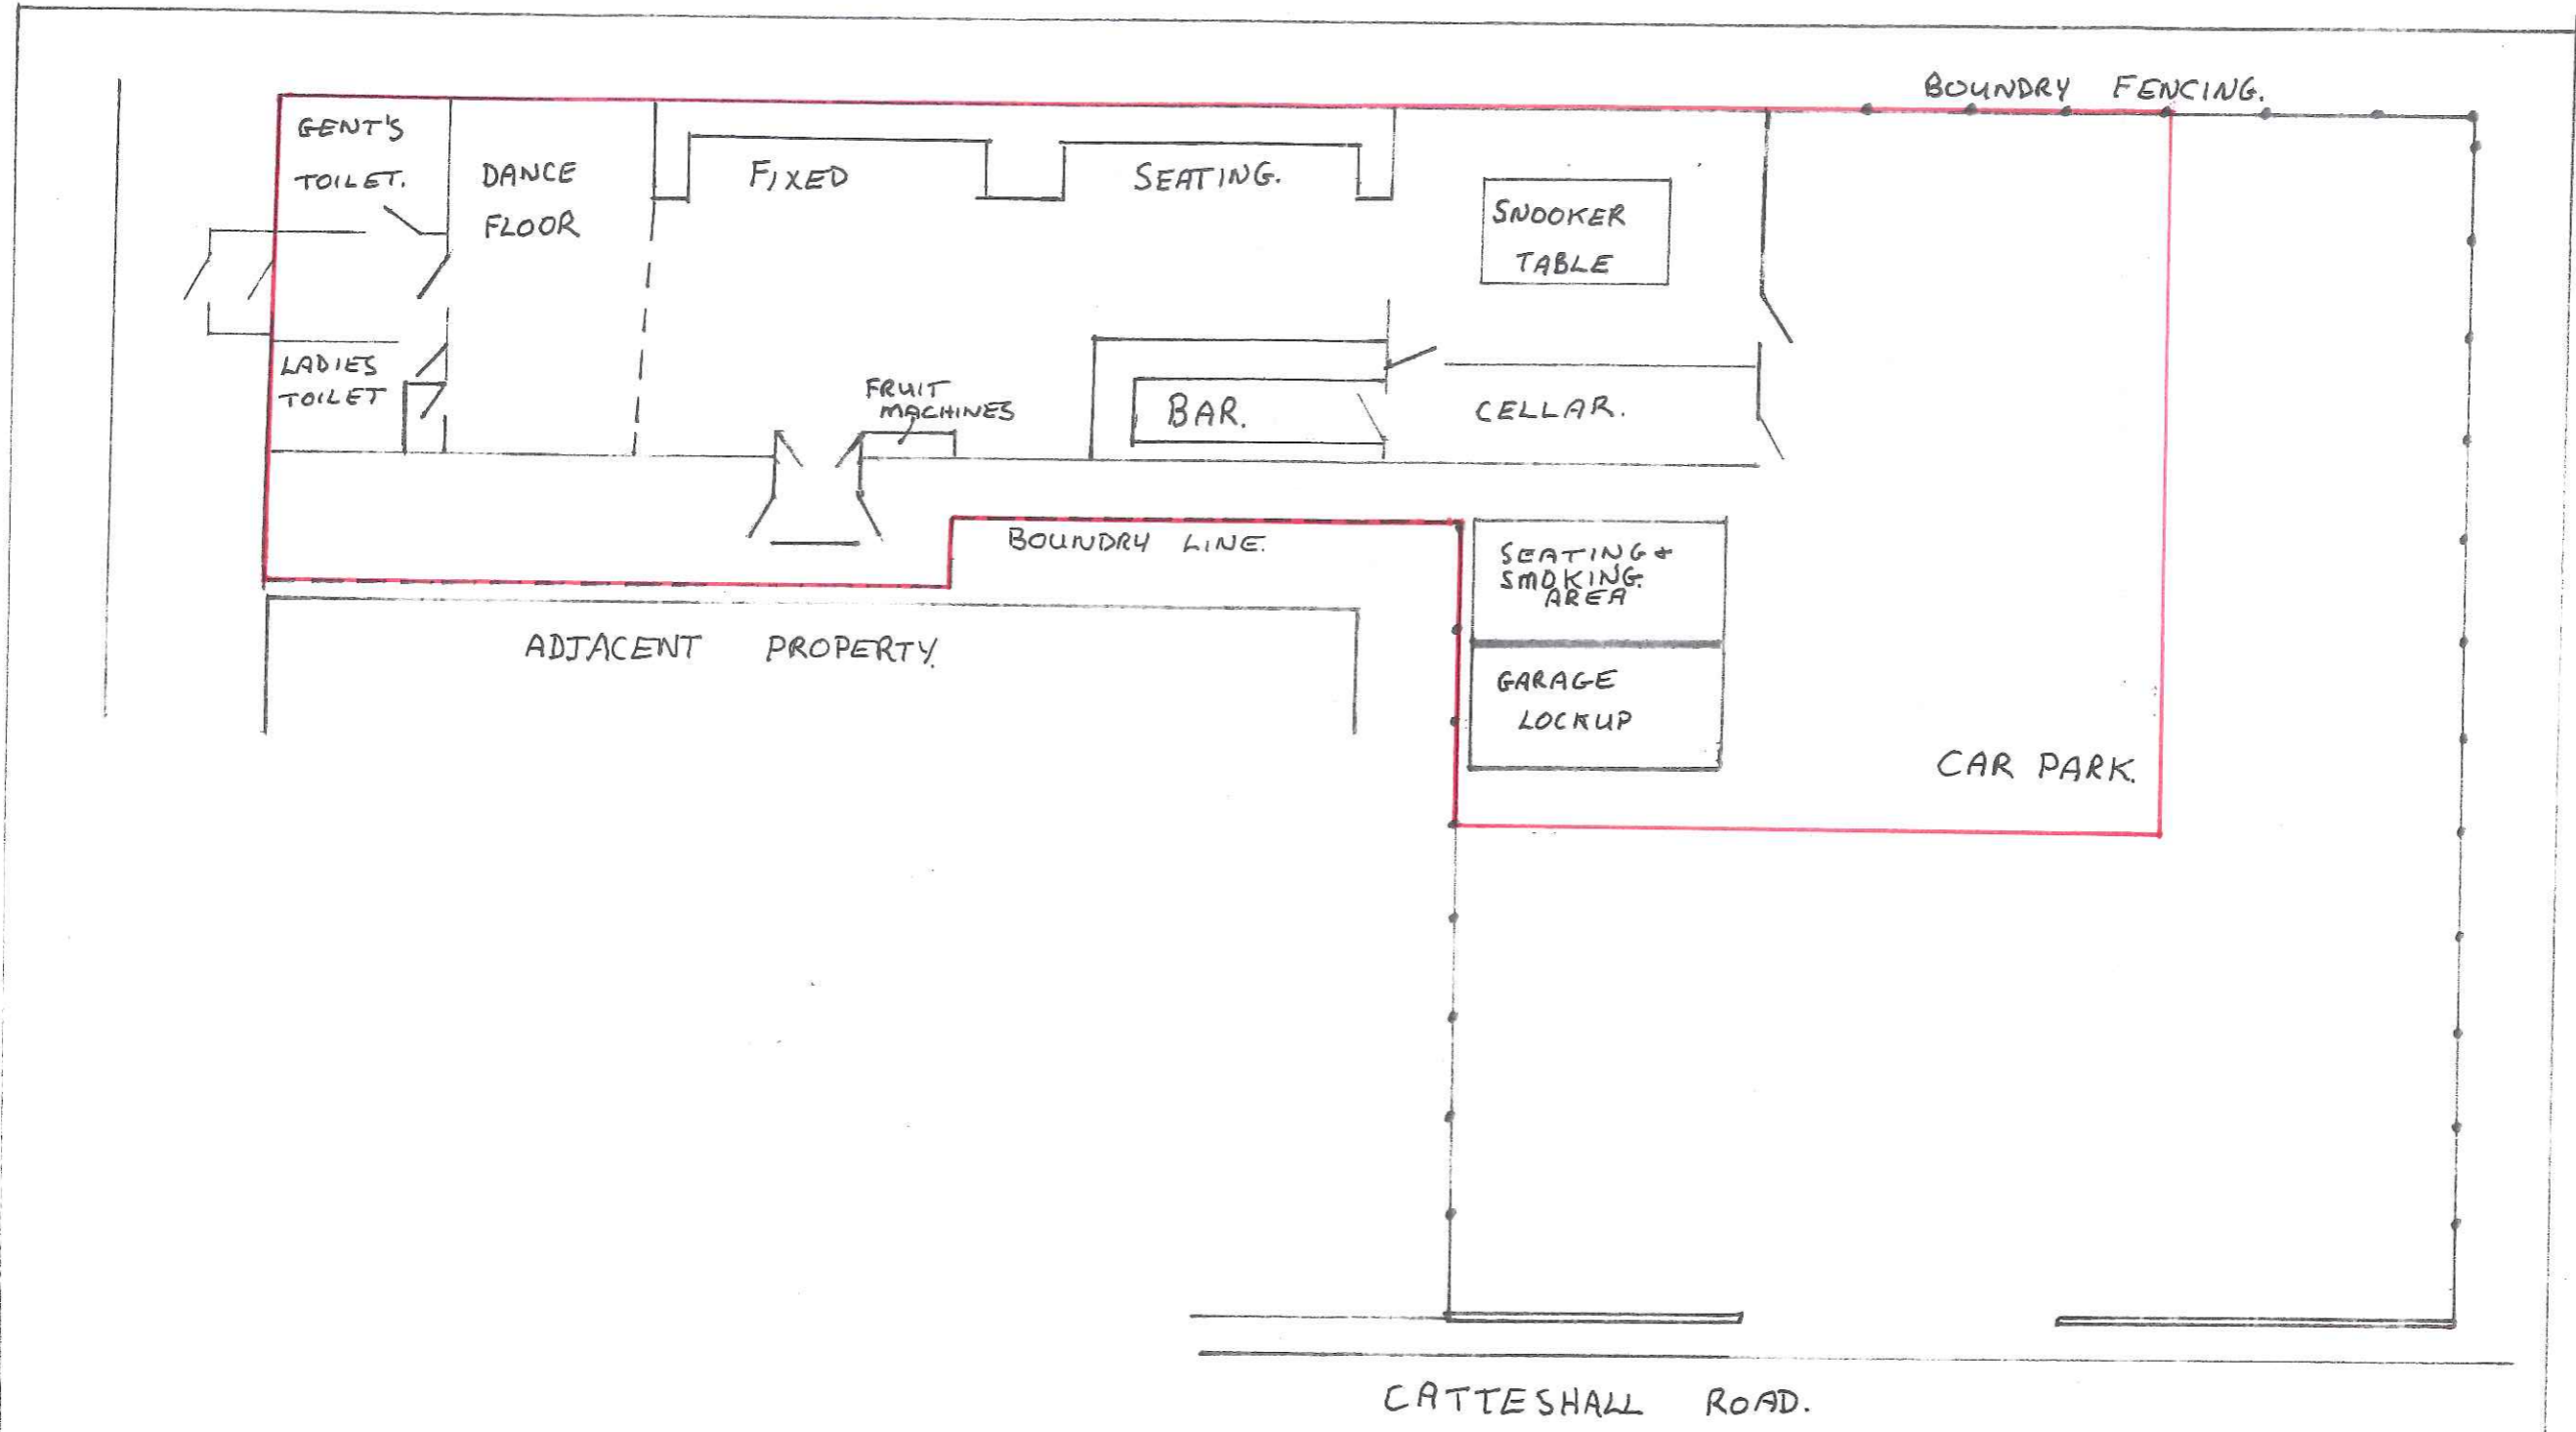 BOUNDRY FENCING.
GENT'S
TOILET.
DANCE
FLOOR
FIXED SEATING.
SNOOKER
TABLE
LADIES
TOILET
FRUIT
MACHINES
BAR.
CELLAR.
BOUNDRY LINE.
SEATING +
SMOKING.
AREA
ADJACENT PROPERTY.
GARAGE
LOCKUP
CAR PARK.
CATTESHALL ROAD.